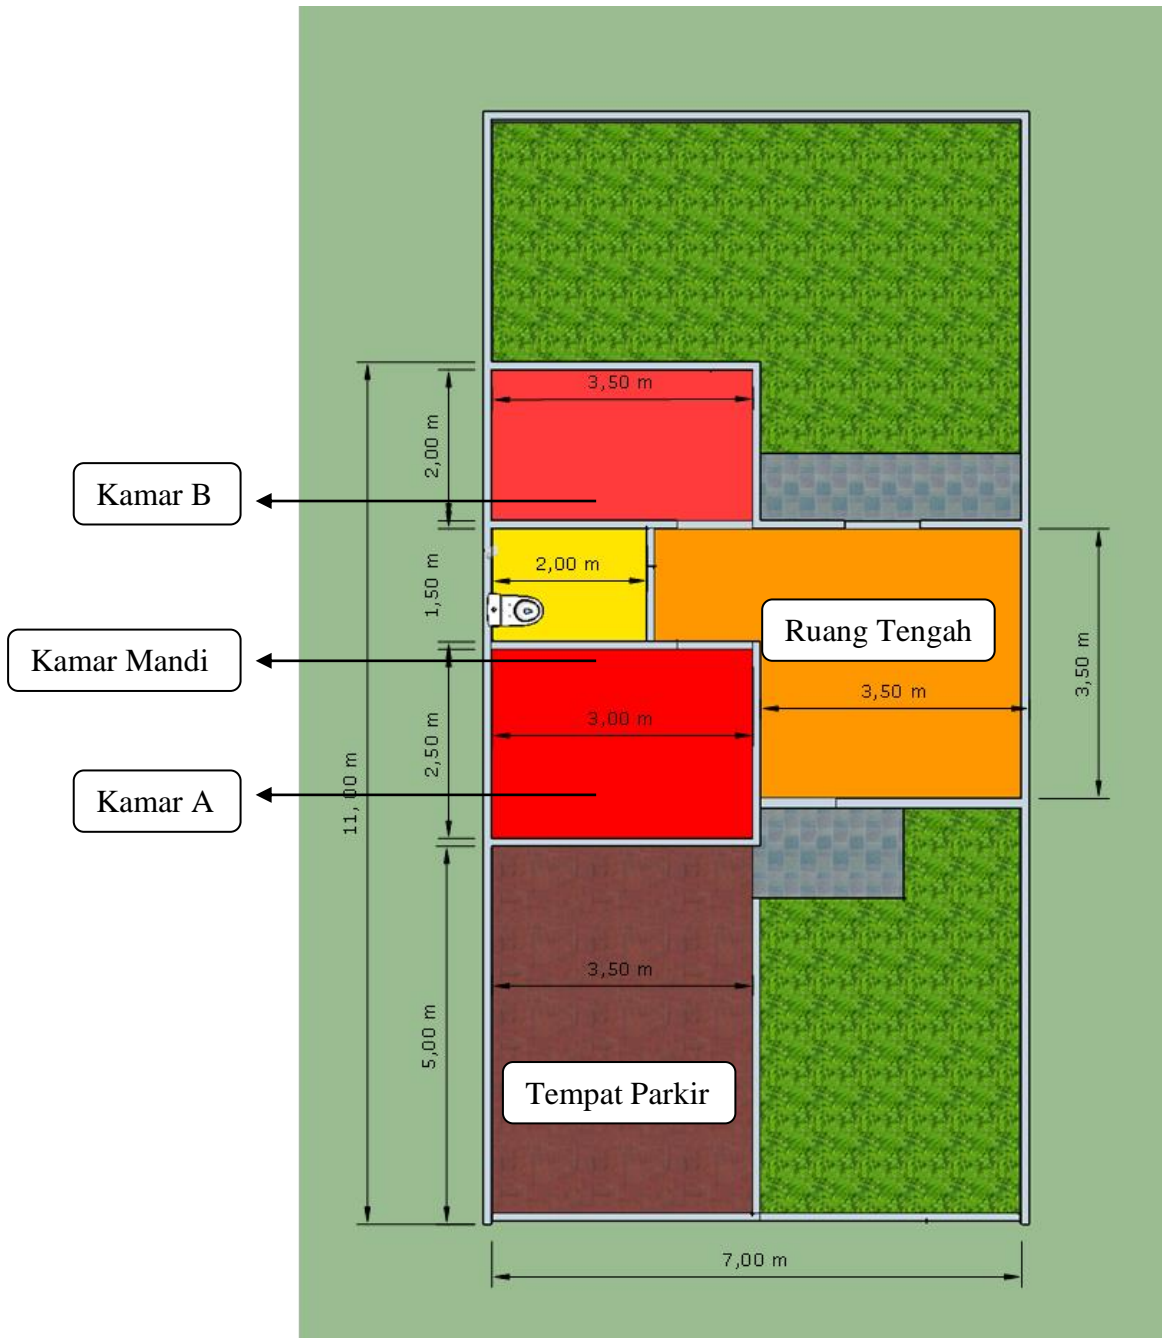 3,50 m
2,00 m
Kamar B
2,00 m
1,50 m
Ruang Tengah
Kamar Mandi
3,50 m
3,50 m
3,00 m
2,50 m
Kamar A
11,00 m
3,50 m
5,00 m
Tempat Parkir
7,00 m